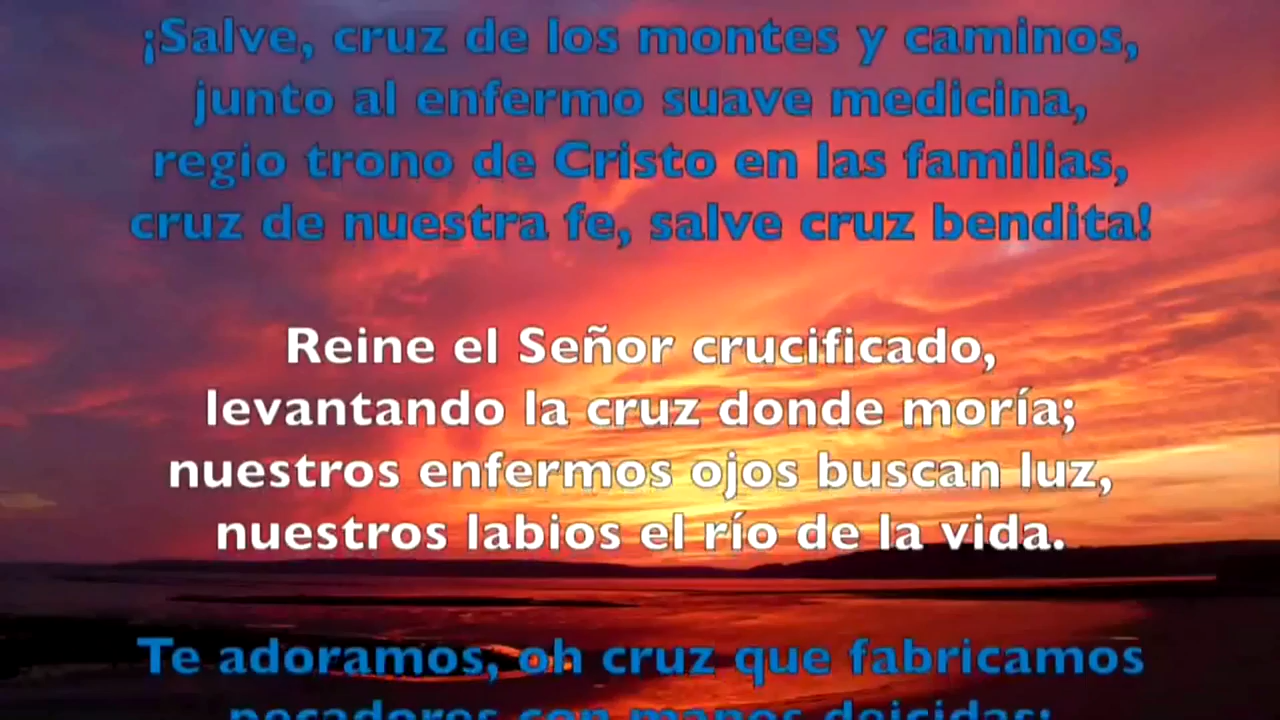 ¡Salve, cruz de los montes y caminos,
junto al enfermo suave medicina,
regio trono de Cristo en las familias,
cruz de nuestra fe, salve cruz bendita!
Reine el Señor crucificado,
levantando la cruz donde moría;
nuestros enfermos ojos buscan luz,
nuestros labios el río de la vida.
Te adoramos, oh cruz que fabricamos
pecadores con manos deicidas;